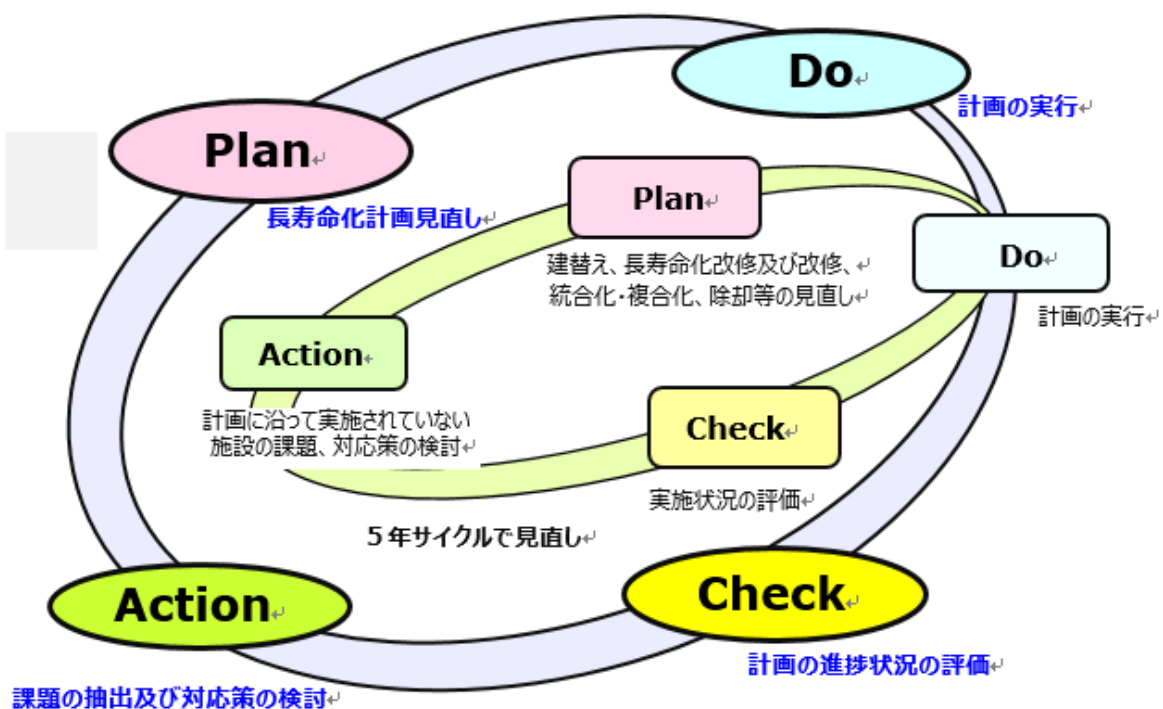 Do
計画の実行
Plan
長寿命化計画見直し
Plan
建替え、長寿命化改修及び改修、
統合化・複合化、除却等の見直し
Do
計画の実行
Action
計画に沿って実施されていない
施設の課題、対応策の検討
Check
実施状況の評価
5年サイクルで見直し
Action
課題の抽出及び対応策の検討
Check
計画の進捗状況の評価